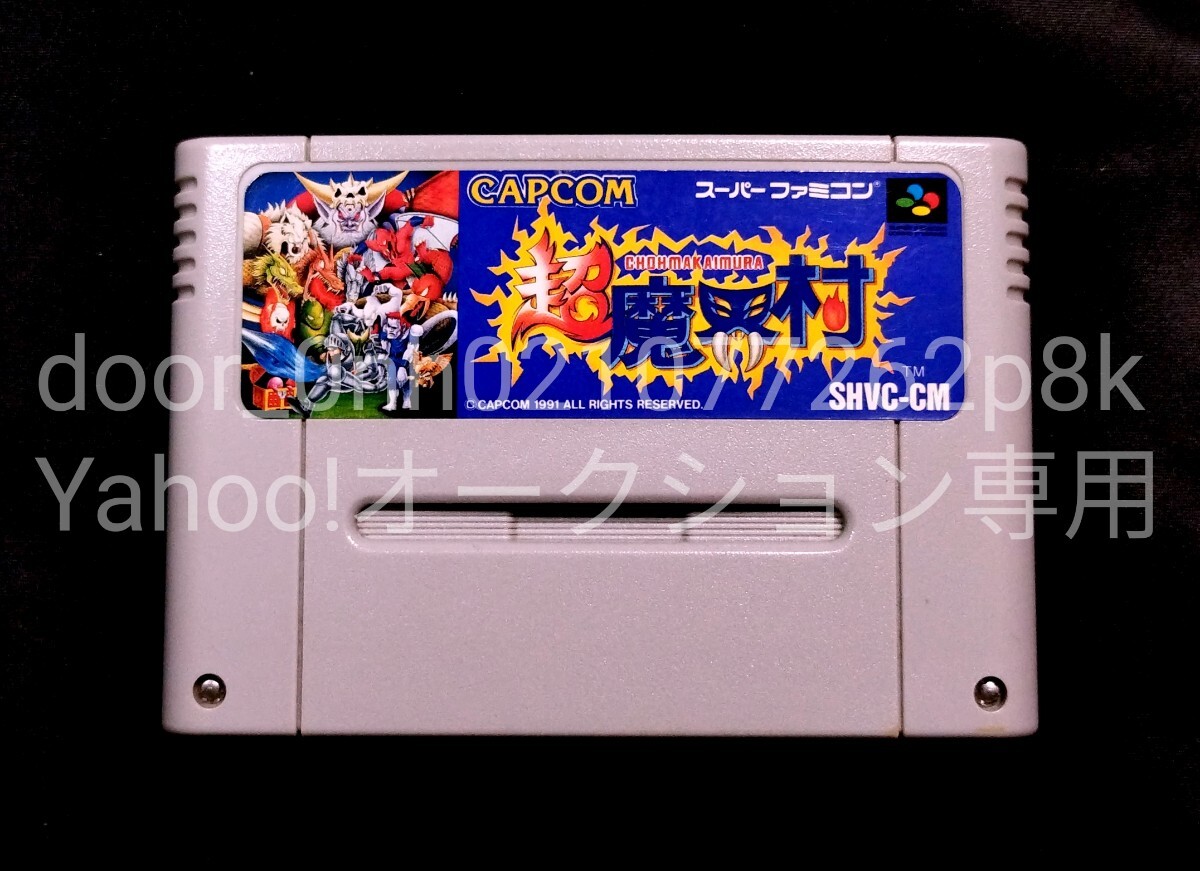 CAPCOM
スーパーファミコン®
超魔界村
CHOHMAKAIMURA
TM
© CAPCOM 1991 ALL RIGHTS RESERVED.
SHVC-CM
Yahoo!オークション専用